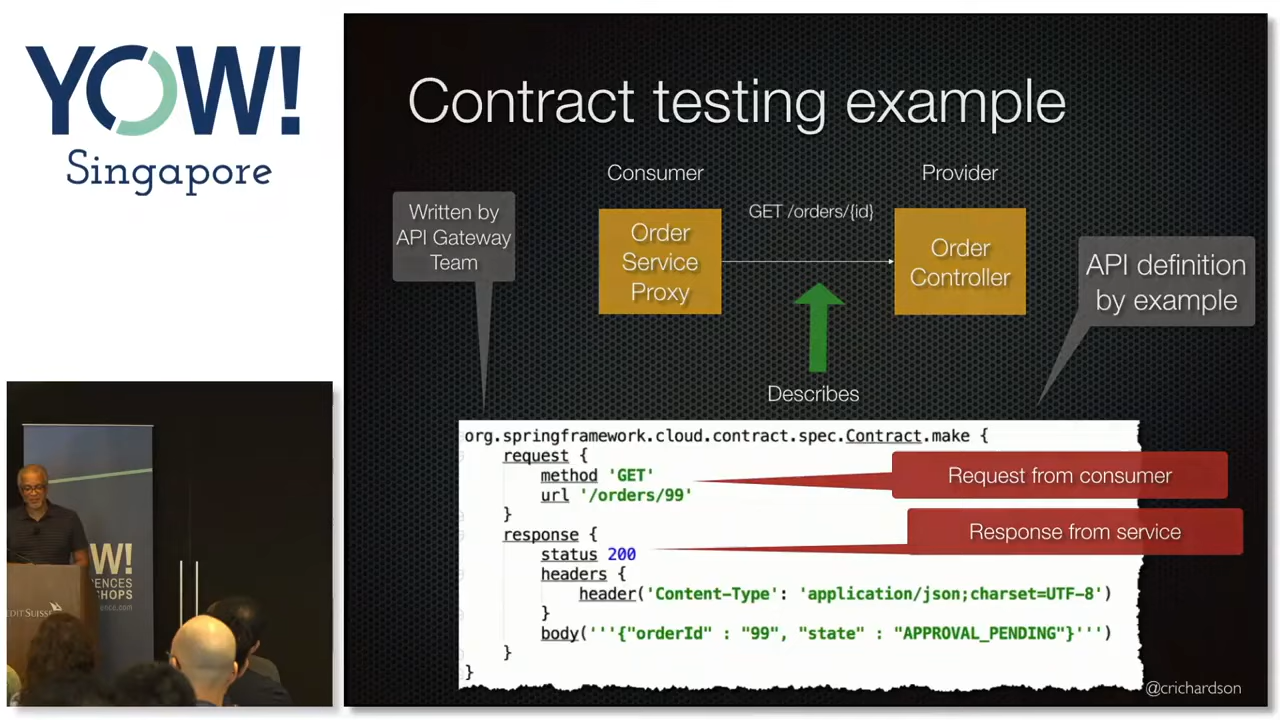 YOW!
Singapore
Contract testing example
Consumer
Provider
Written by
API Gateway
Team
Order
Service
Proxy
GET /orders/{id}
Order
Controller
API definition
by example
Describes
org.springframework.cloud.contract.spec.Contract.make {
request {
method 'GET'
url '/orders/99'
}
response {
status 200
headers {
header('Content-Type': 'application/json;charset=UTF-8')
}
body('''{"orderId" : "99", "state" : "APPROVAL_PENDING"}''')
}
}
Request from consumer
Response from service
@crichardson
W!